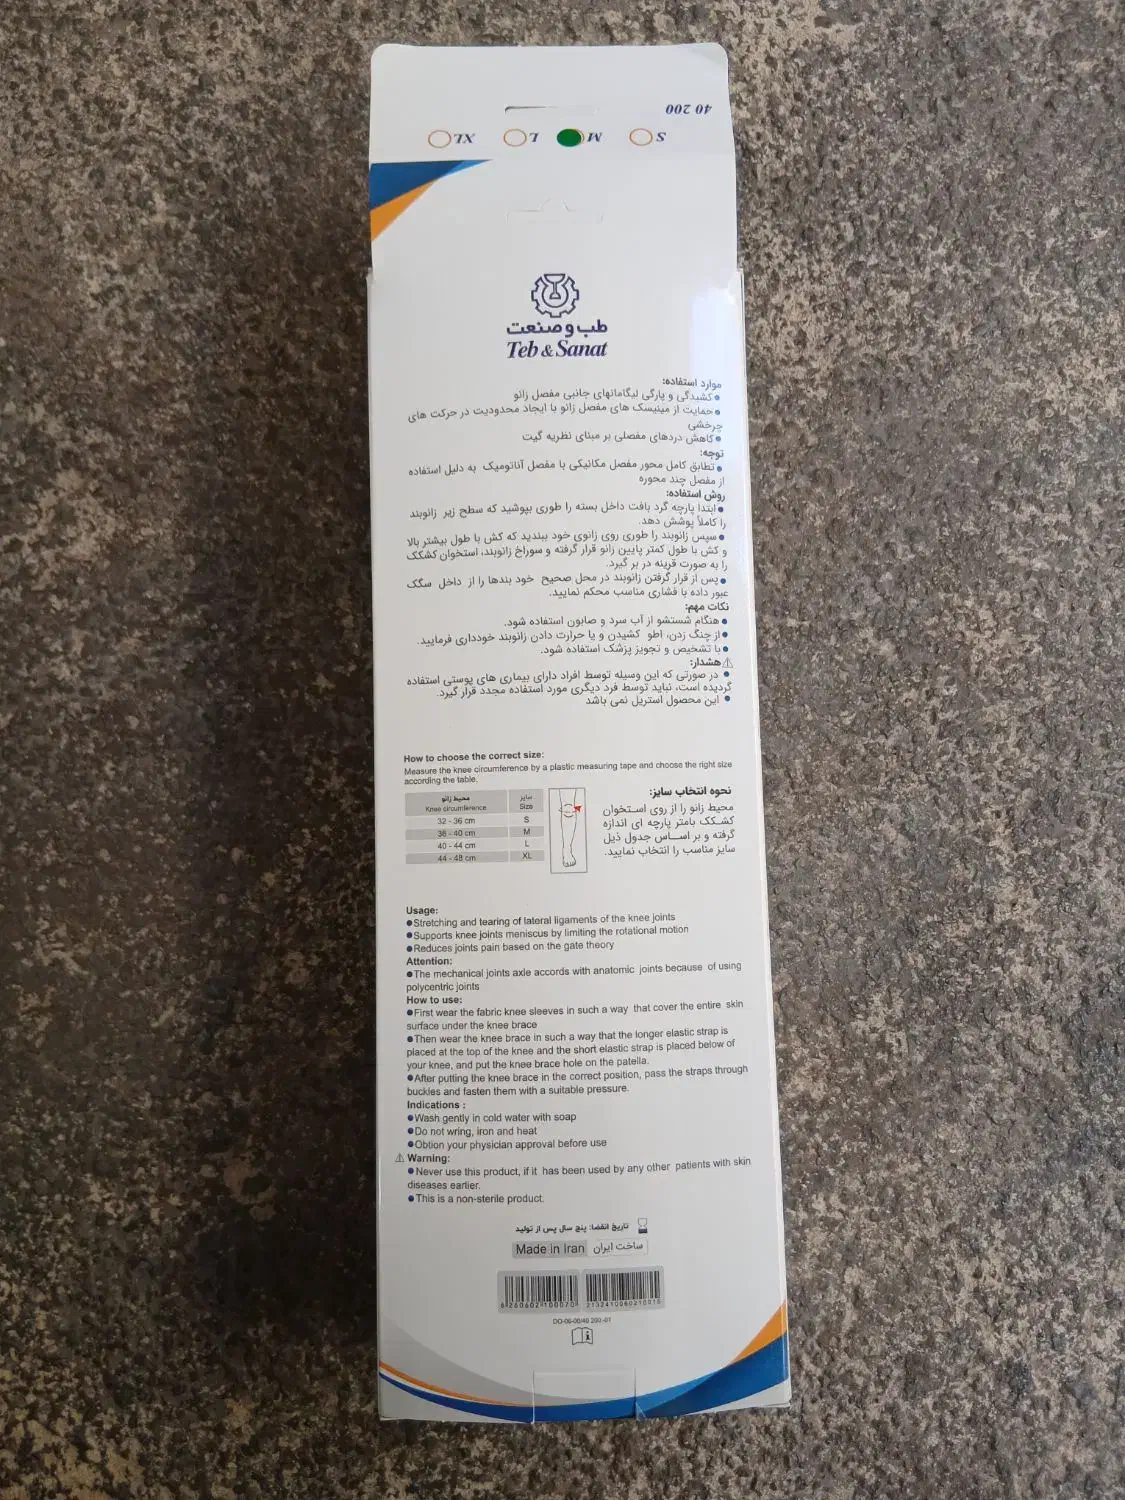 40 200
S M L XL
طب و صنعت
Teb & Sanat
موارد استفاده:
●کشیدگی و پارگی لیگامانهای جانبی مفصل زانو
●حمایت از مینیسک های مفصل زانو با ایجاد محدودیت در حرکت های
چرخشی
●کاهش دردهای مفصلی بر مبنای نظریه گیت
توجه:
●تطابق کامل محور مفصل مکانیکی با مفصل آناتومیک به دلیل استفاده
از مفصل چند محوره
روش استفاده:
●ابتدا پارچه گرد بافت داخل بسته را طوری بپوشید که سطح زیر زانوبند
را کاملاً پوشش دهد.
●سپس زانوبند را طوری روی زانوی خود ببندید که کش با طول بیشتر بالا
و کش با طول کمتر پایین زانو قرار گرفته و سوراخ زانوبند، استخوان کشکک
را به صورت قرینه در بر گیرد.
●پس از قرار گرفتن زانوبند در محل صحیح خود بندها را از داخل سگک
عبور داده با فشاری مناسب محکم نمایید.
نکات مهم:
●هنگام شستشو از آب سرد و صابون استفاده شود.
●از چنگ زدن، اطو کشیدن و یا حرارت دادن زانوبند خودداری فرمایید.
●با تشخیص و تجویز پزشک استفاده شود.
⚠هشدار:
● در صورتی که این وسیله توسط افراد دارای بیماری های پوستی استفاده
گردیده است، نباید توسط فرد دیگری مورد استفاده مجدد قرار گیرد.
● این محصول استریل نمی باشد
How to choose the correct size:
Measure the knee circumference by a plastic measuring tape and choose the right size
according the table.
محیط زانو سایز
Knee circumference Size
32 - 36 cm S
36 - 40 cm M
40 - 44 cm L
44 - 48 cm XL
نحوه انتخاب سایز:
محیط زانو را از روی استخوان
کشکک بامتر پارچه ای اندازه
گرفته و بر اساس جدول ذیل
سایز مناسب را انتخاب نمایید.
Usage:
●Stretching and tearing of lateral ligaments of the knee joints
●Supports knee joints meniscus by limiting the rotational motion
●Reduces joints pain based on the gate theory
Attention:
●The mechanical joints axle accords with anatomic joints because of using
polycentric joints
How to use:
●First wear the fabric knee sleeves in such a way that cover the entire skin
surface under the knee brace
●Then wear the knee brace in such a way that the longer elastic strap is
placed at the top of the knee and the short elastic strap is placed below of
your knee, and put the knee brace hole on the patella.
●After putting the knee brace in the correct position, pass the straps through
buckles and fasten them with a suitable pressure.
Indications :
●Wash gently in cold water with soap
●Do not wring, iron and heat
●Obtion your physician approval before use
⚠ Warning:
●Never use this product, if it has been used by any other patients with skin
diseases earlier.
●This is a non-sterile product.
تاریخ انقضا: پنج سال پس از تولید
Made in Iran ساخت ایران
6 260602 100070
DO-06-00/40 200 -01